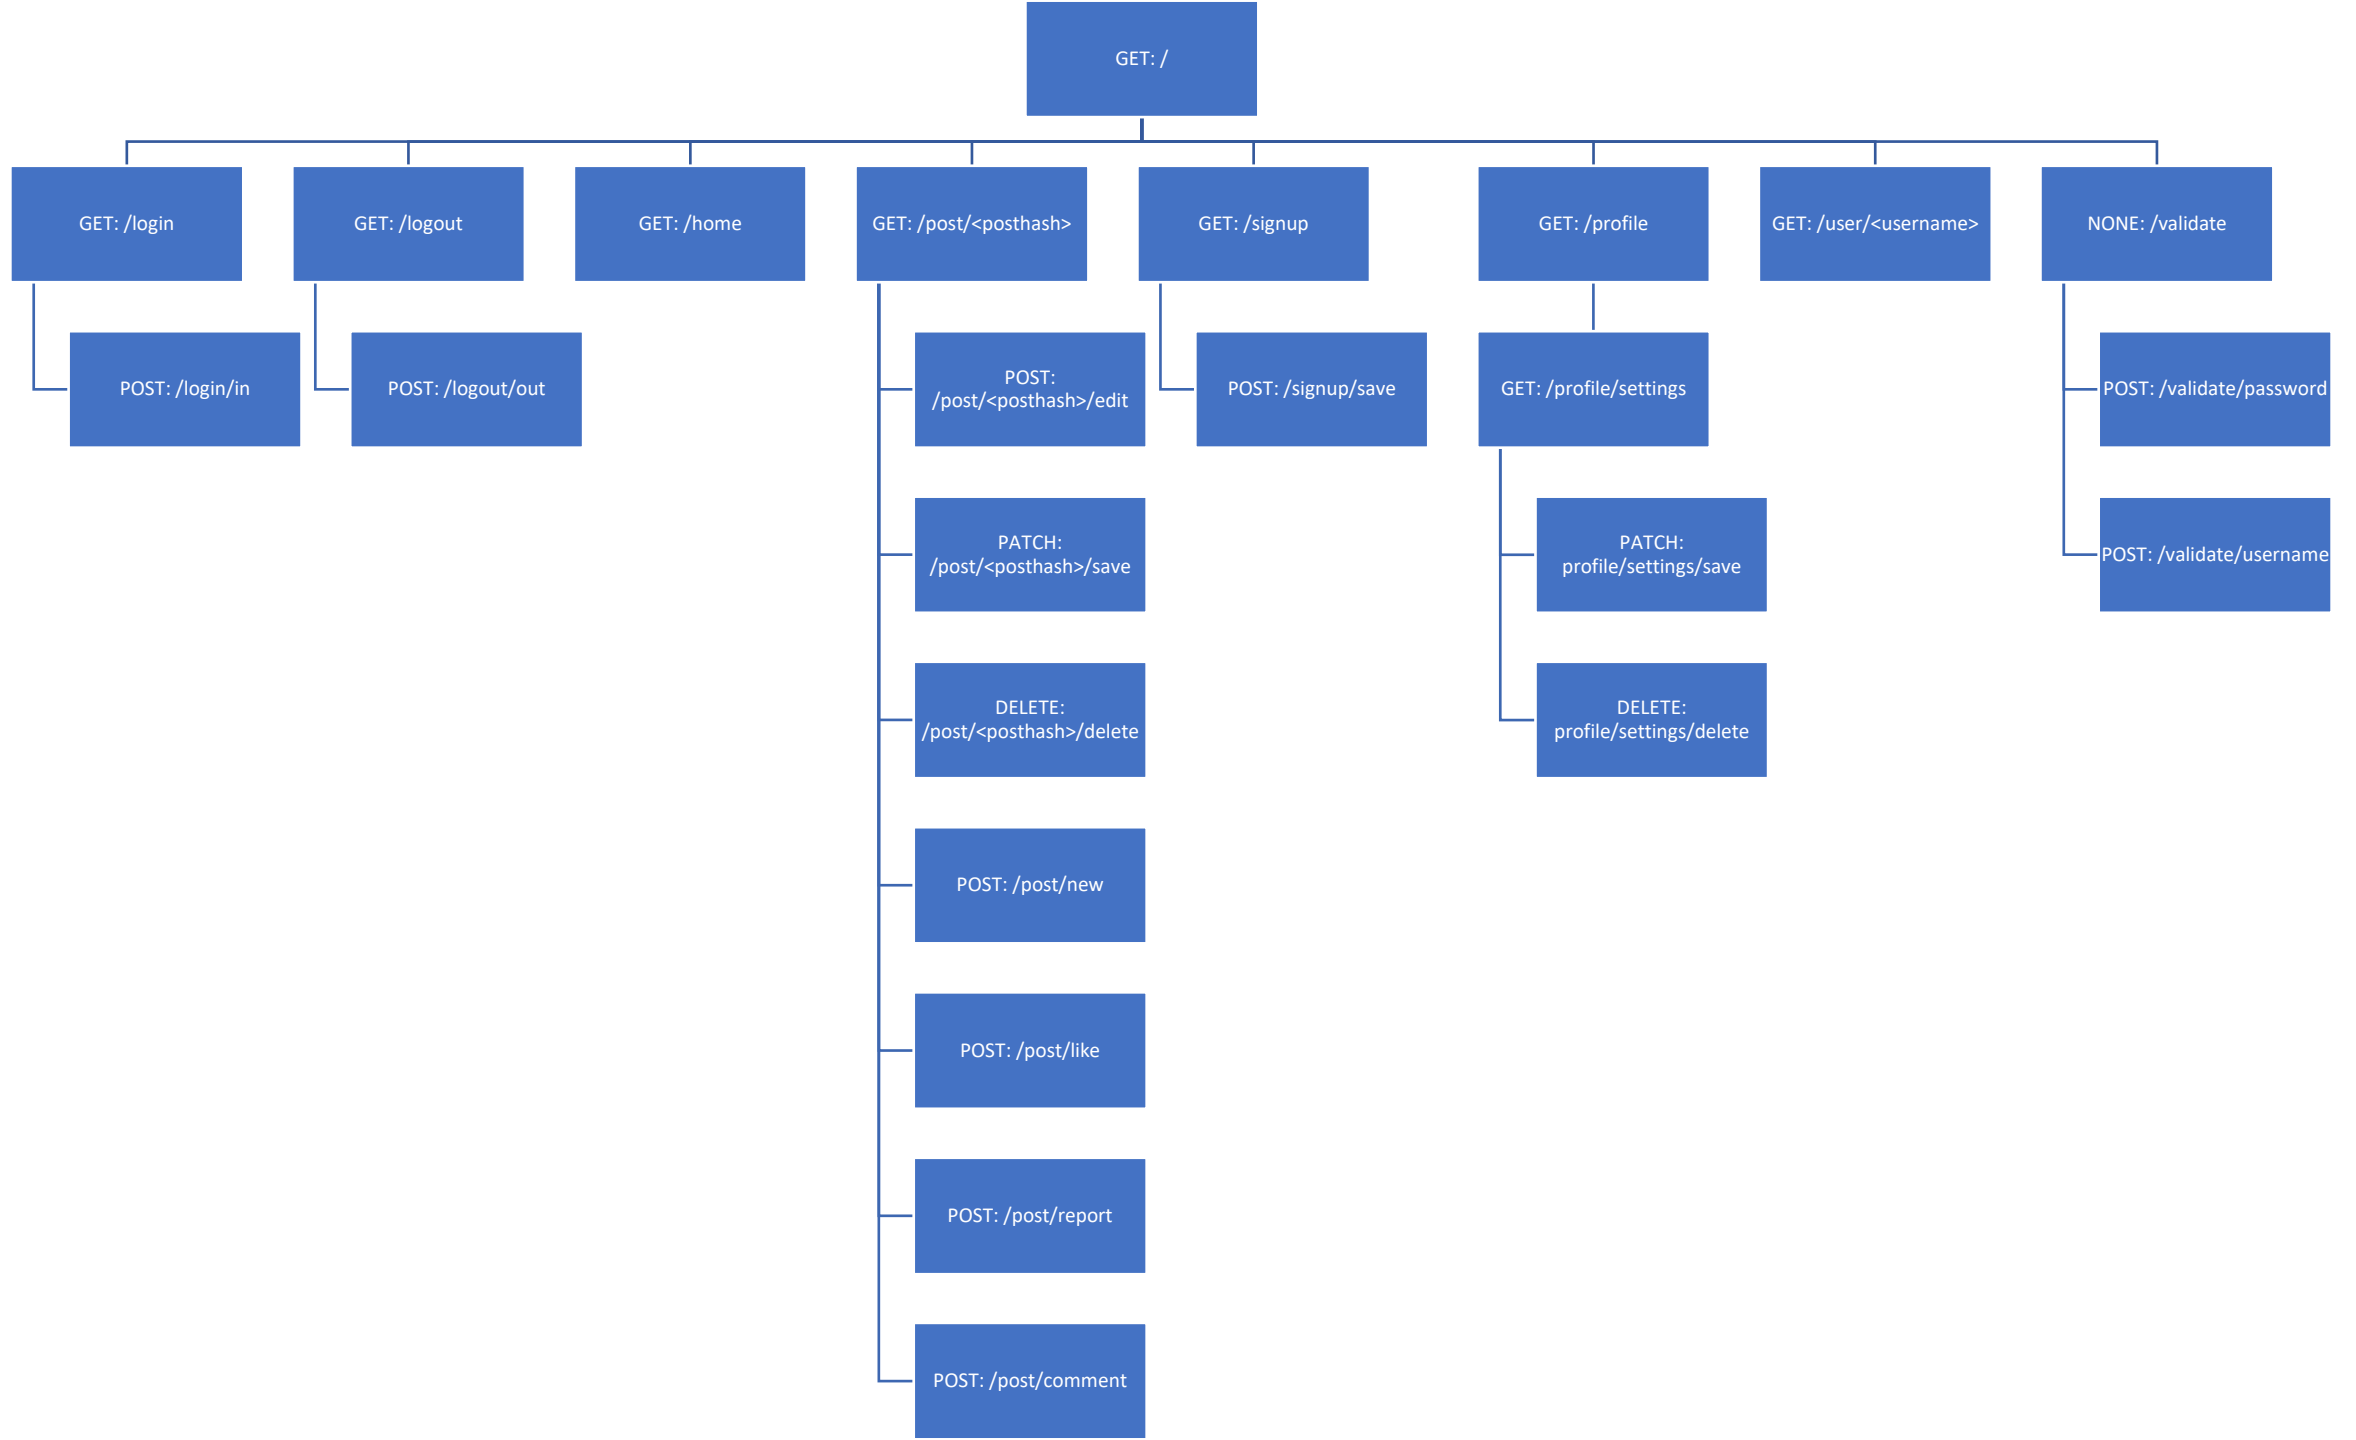 GET: /
GET: /login
GET: /logout
GET: /home
GET: /post/<posthash>
GET: /signup
GET: /profile
GET: /user/<username>
NONE: /validate
POST: /login/in
POST: /logout/out
POST:
/post/<posthash>/edit
POST: /signup/save
GET: /profile/settings
POST: /validate/password
PATCH:
/post/<posthash>/save
PATCH:
profile/settings/save
POST: /validate/username
DELETE:
/post/<posthash>/delete
DELETE:
profile/settings/delete
POST: /post/new
POST: /post/like
POST: /post/report
POST: /post/comment